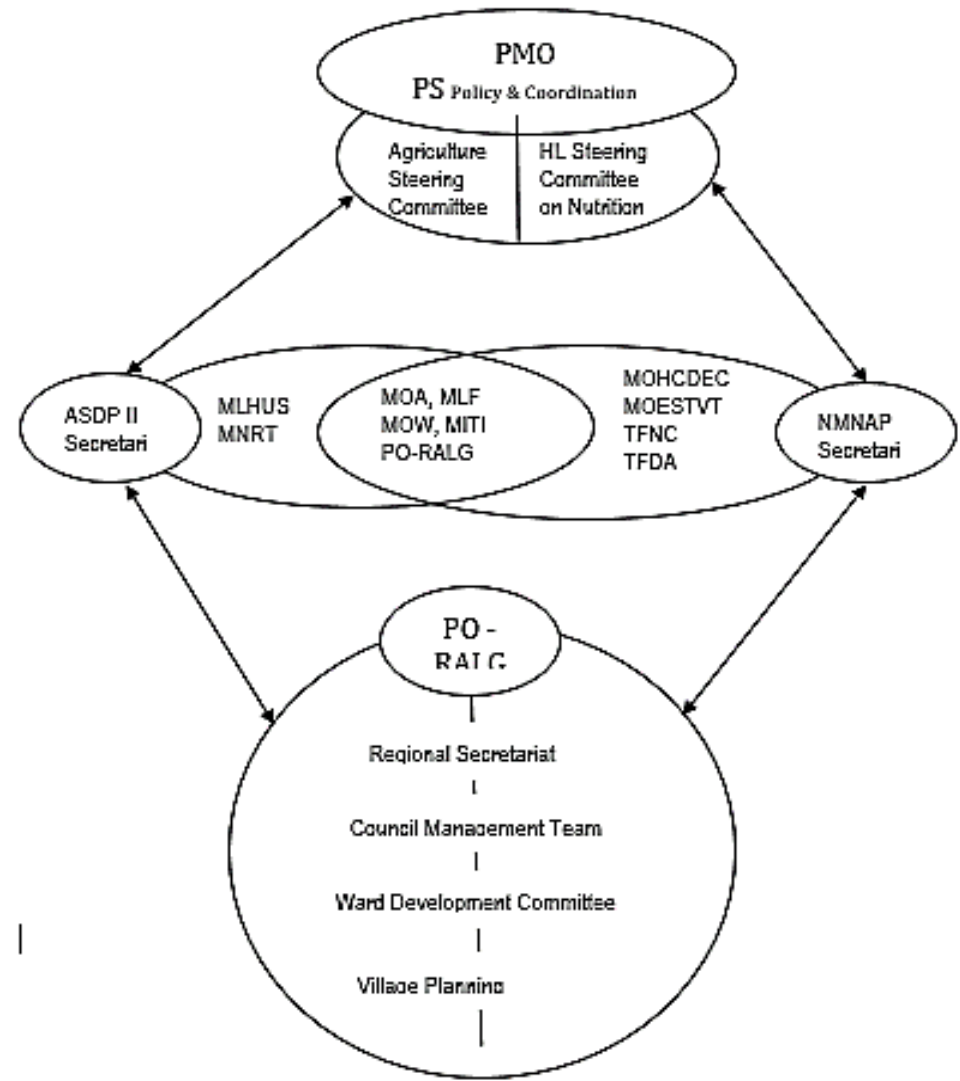 PMO
PS Policy & Coordination
Agriculture
Steering
Committee
HL Steering
Committee
on Nutrition
ASDP II
Secretari
MLHUS
MNRT
MOA, MLF
MOW, MITI
PO-RALG
MOHCDEC
MOESTVT
TFNC
TFDA
NMNAP
Secretari
PO -
RALG
Regional Secretariat
Council Management Team
Ward Development Committee
Village Planning